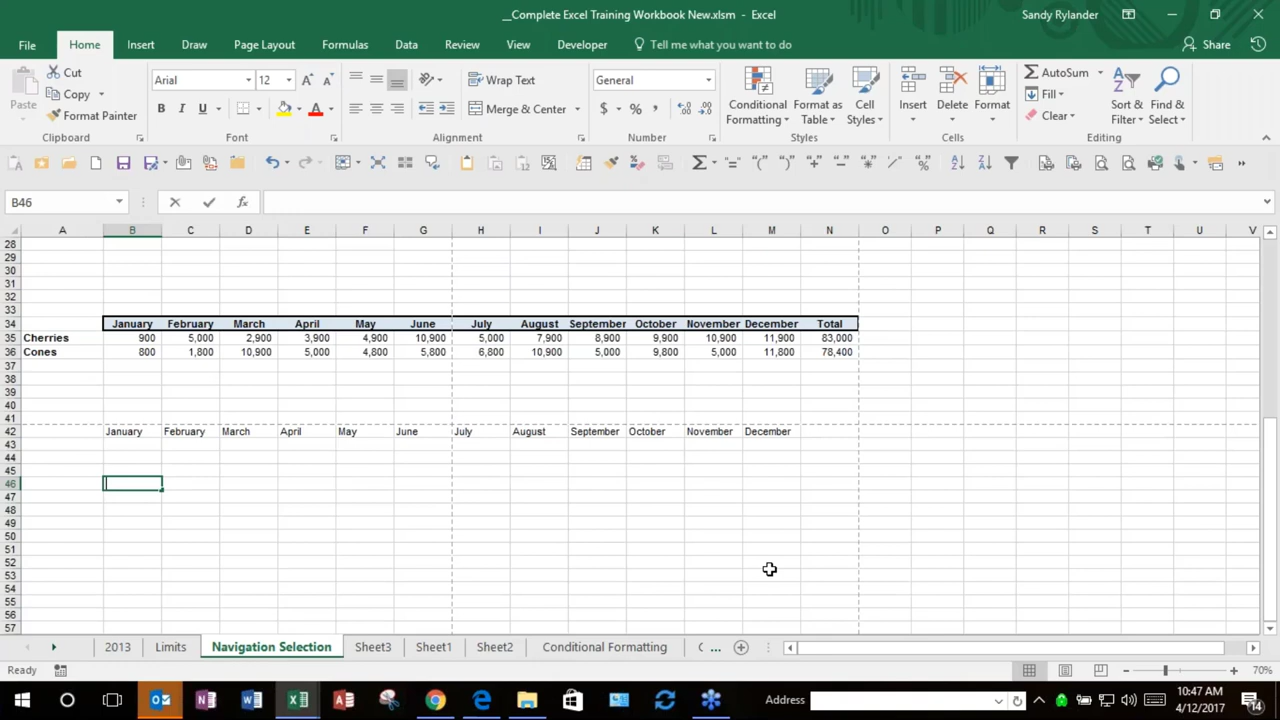 __Complete Excel Training Workbook New.xlsm - Excel
Sandy Rylander
File Home Insert Draw Page Layout Formulas Data Review View Developer Tell me what you want to do Share
Paste
Cut
Copy
Format Painter
Clipboard
Arial 12
B I U
Font
Wrap Text
Merge & Center
Alignment
General
$ % ,
Number
Conditional Formatting
Format as Table
Cell Styles
Styles
Insert Delete Format
Cells
AutoSum
Fill
Clear
Sort & Filter
Find & Select
Editing
B46 fx
A B C D E F G H I J K L M N O P Q R S T U V
28
29
30
31
32
33
34 January February March April May June July August September October November December Total
35 Cherries 900 5,000 2,900 3,900 4,900 10,900 5,000 7,900 8,900 9,900 10,900 11,900 83,000
36 Cones 800 1,800 10,900 5,000 4,800 5,800 6,800 10,900 5,000 9,800 5,000 11,800 78,400
37
38
39
40
41
42 January February March April May June July August September October November December
43
44
45
46
47
48
49
50
51
52
53
54
55
56
57
2013 Limits Navigation Selection Sheet3 Sheet1 Sheet2 Conditional Formatting ...
Ready
70%
Address
10:47 AM
4/12/2017
14